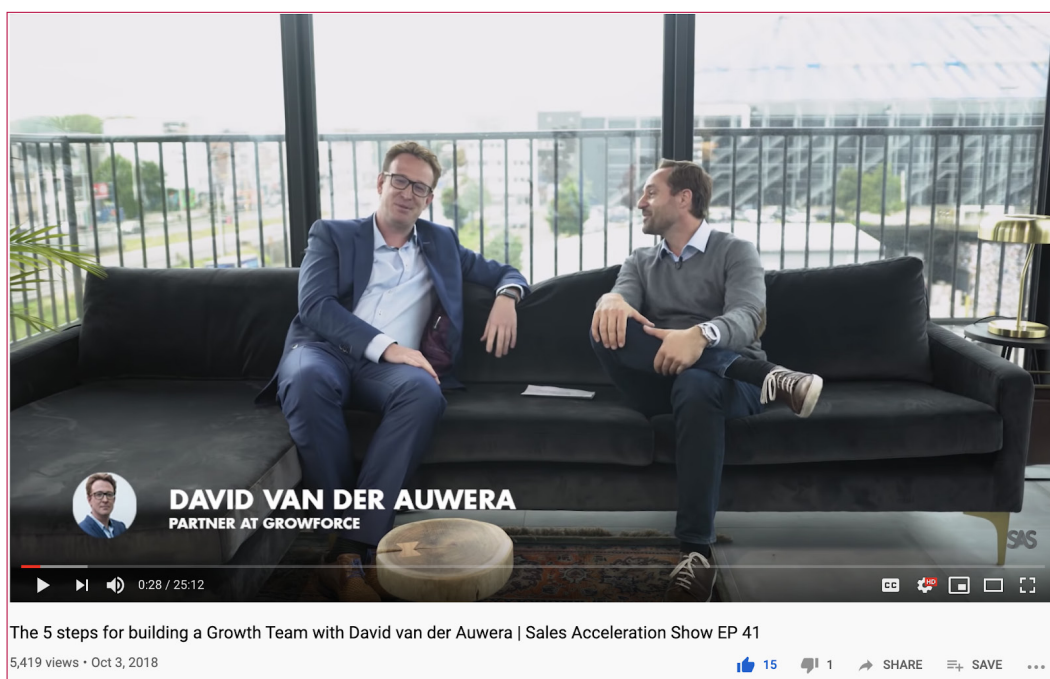 DAVID VAN DER AUWERA
PARTNER AT GROWFORCE
SAS
0:28 / 25:12
CC
HD
The 5 steps for building a Growth Team with David van der Auwera | Sales Acceleration Show EP 41
5,419 views • Oct 3, 2018
15
1
SHARE
SAVE